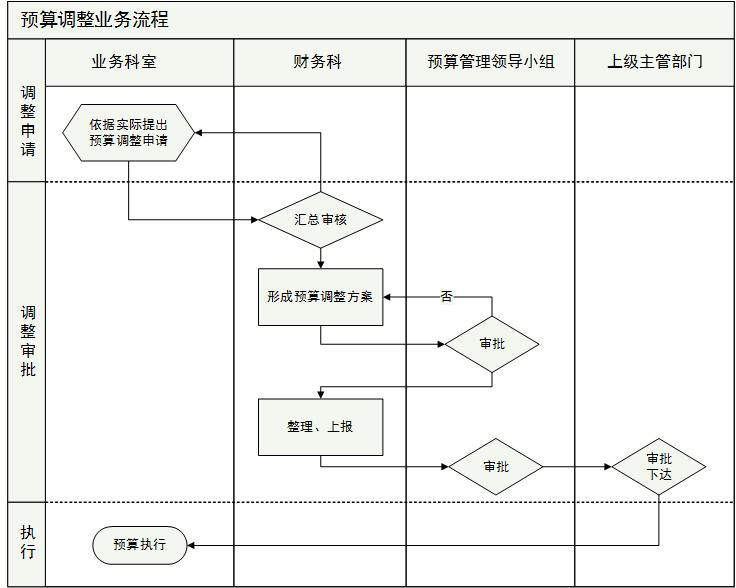 预算调整业务流程
业务科室
财务科
预算管理领导小组
上级主管部门
调整申请
依据实际提出
预算调整申请
调整审批
汇总审核
形成预算调整方案
否
审批
整理、上报
审批
审批
下达
执行
预算执行